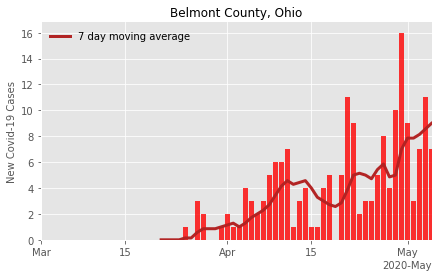 Belmont County, Ohio
7 day moving average
New Covid-19 Cases
16
14
12
10
8
6
4
2
0
Mar 15 Apr 15 May
2020-May